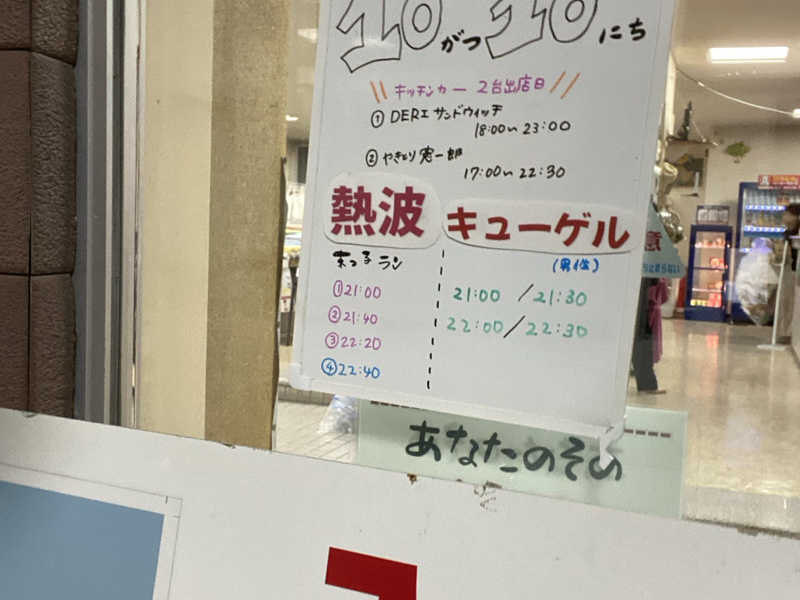 10がつ10にち
キッチンカー 2台出店日
① DERI サンドウィッチ
18:00〜23:00
② やきとり 宏一郎
17:00〜22:30
熱波
キューゲル
(男性)
①21:00
②21:40
③22:20
④22:40
21:00 / 21:30
22:00 / 22:30
あなたのその